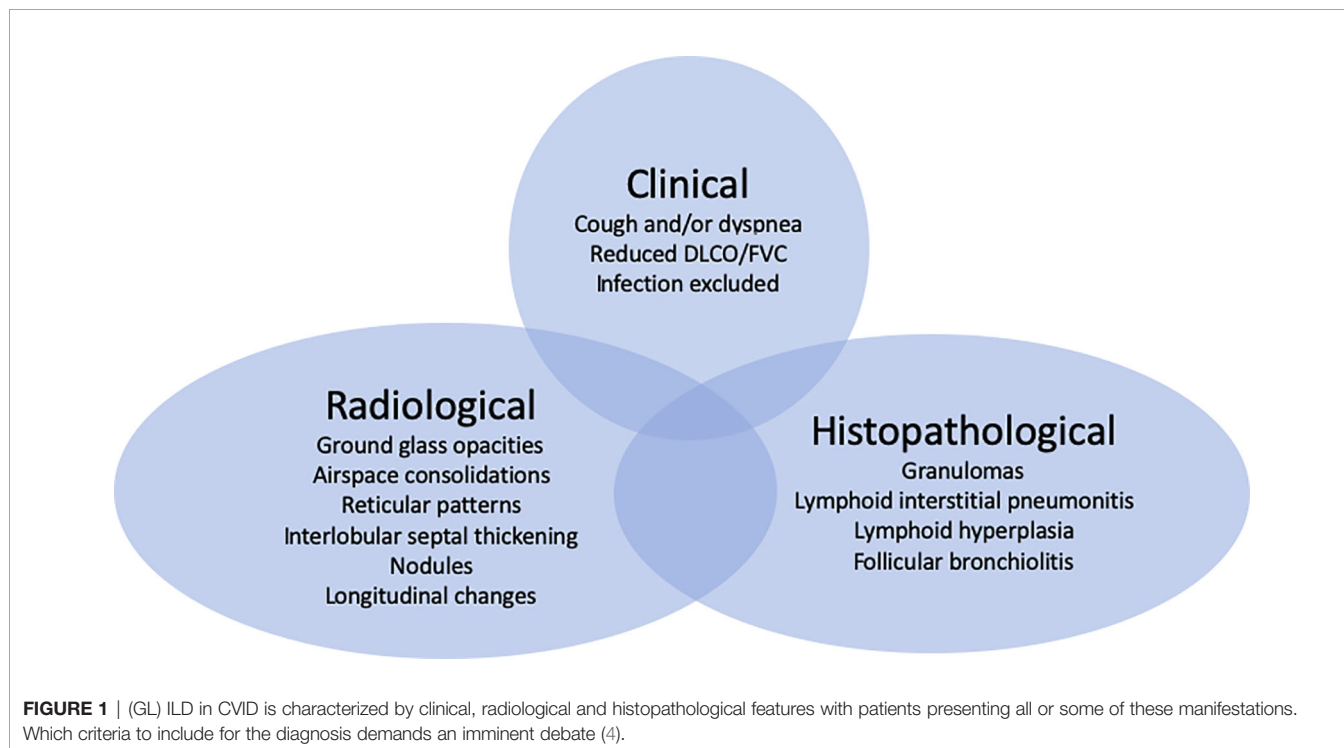 Clinical
Cough and/or dyspnea
Reduced DLCO/FVC
Infection excluded
Radiological
Ground glass opacities
Airspace consolidations
Reticular patterns
Interlobular septal thickening
Nodules
Longitudinal changes
Histopathological
Granulomas
Lymphoid interstitial pneumonitis
Lymphoid hyperplasia
Follicular bronchiolitis
FIGURE 1 | (GL) ILD in CVID is characterized by clinical, radiological and histopathological features with patients presenting all or some of these manifestations.
Which criteria to include for the diagnosis demands an imminent debate (4).